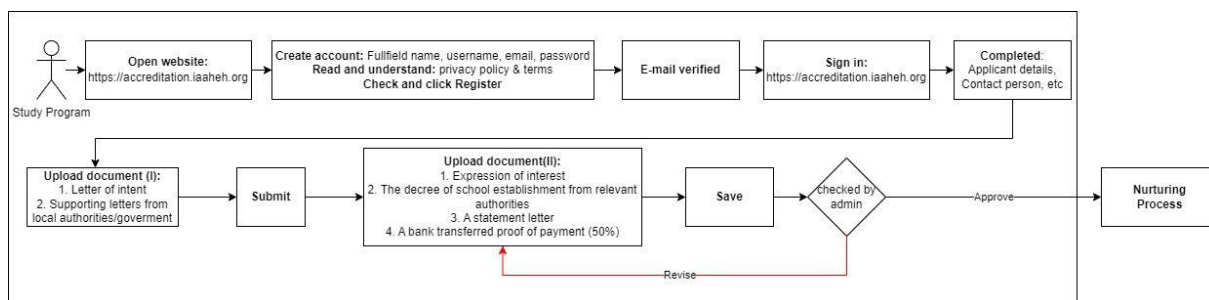 Study Program
Open website:
https://accreditation.iaaheh.org
Create account: Fullfield name, username, email, password
Read and understand: privacy policy & terms
Check and click Register
E-mail verified
Sign in:
https://accreditation.iaaheh.org
Completed:
Applicant details,
Contact person, etc
Upload document (I):
1. Letter of intent
2. Supporting letters from
local authorities/goverment
Submit
Upload document(II):
1. Expression of interest
2. The decree of school establishment from relevant
authorities
3. A statement letter
4. A bank transferred proof of payment (50%)
Save
checked by
admin
Approve
Revise
Nurturing
Process